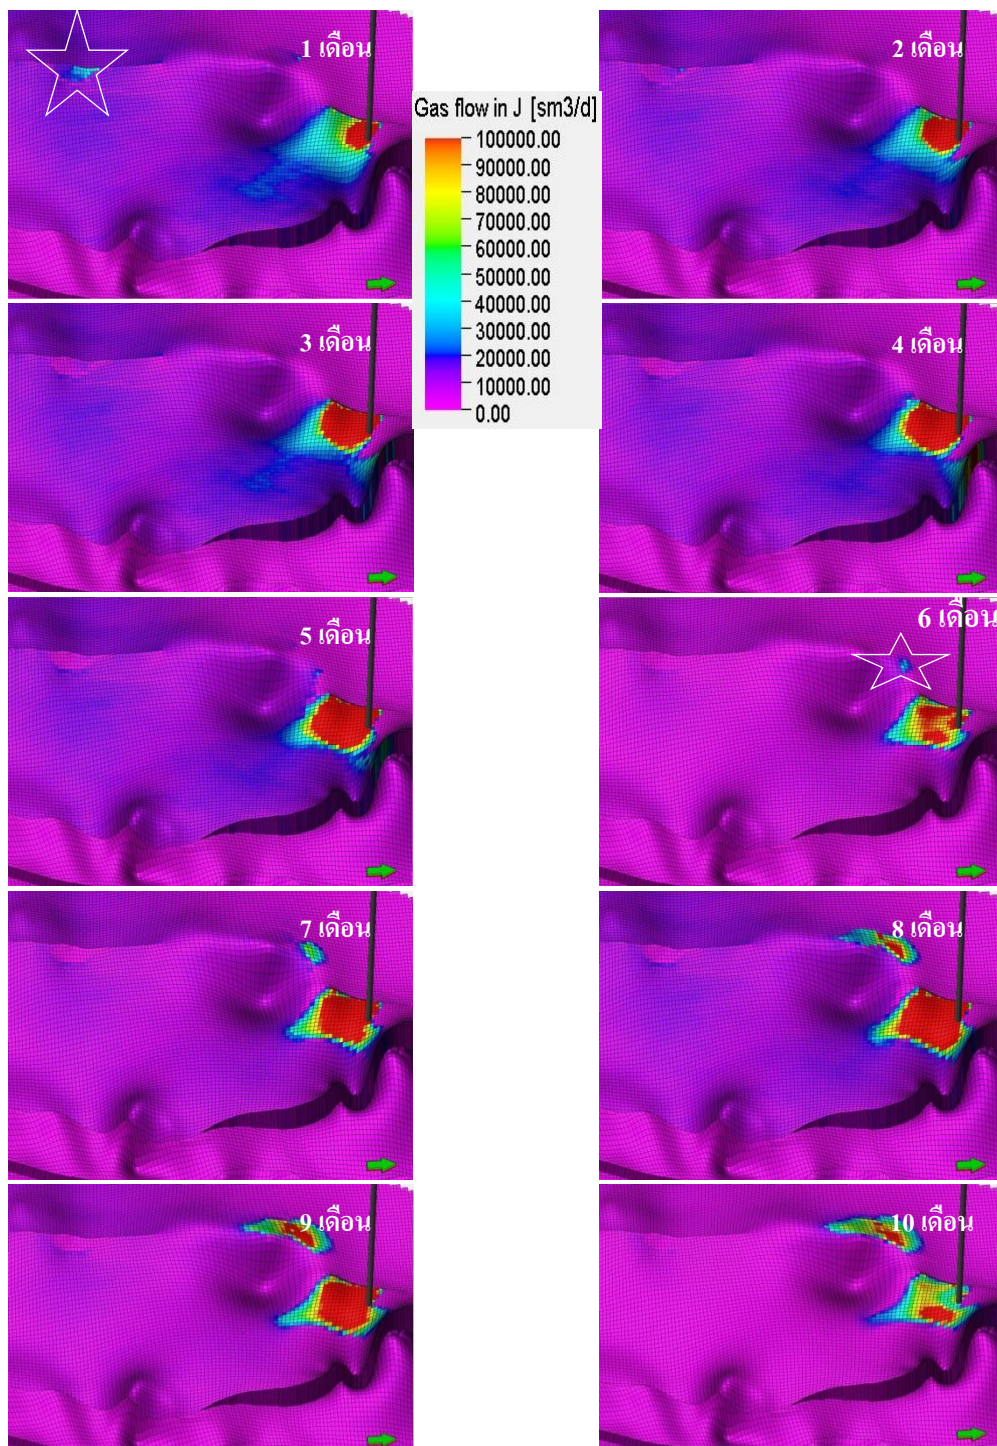 1 เดือน
2 เดือน
Gas flow in J [sm3/d]
100000.00
90000.00
80000.00
70000.00
60000.00
50000.00
40000.00
30000.00
20000.00
10000.00
0.00
3 เดือน
4 เดือน
5 เดือน
6 เดือน
7 เดือน
8 เดือน
9 เดือน
10 เดือน